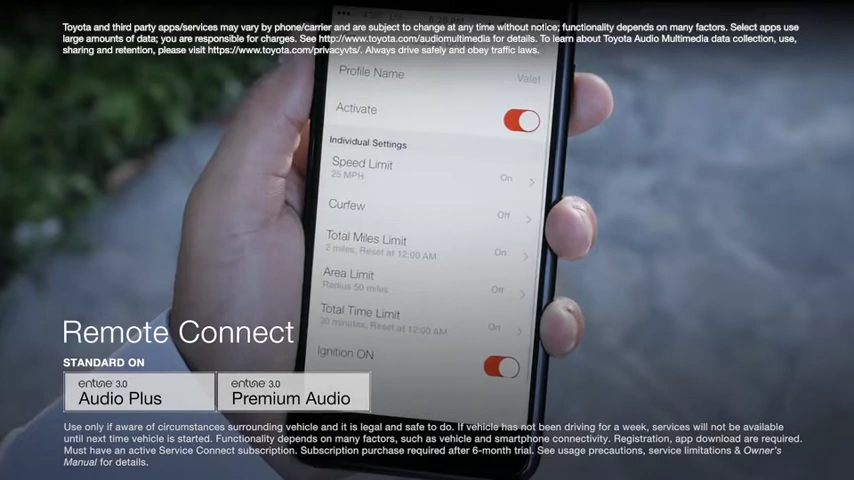 Toyota and third party apps/services may vary by phone/carrier and are subject to change at any time without notice; functionality depends on many factors. Select apps use
large amounts of data; you are responsible for charges. See http://www.toyota.com/audiomultimedia for details. To learn about Toyota Audio Multimedia data collection, use,
sharing and retention, please visit https://www.toyota.com/privacyvts/. Always drive safely and obey traffic laws.
Profile Name Valet
Activate
Individual Settings
Speed Limit On
25 MPH
Curfew Off
Total Miles Limit On
2 miles, Reset at 12:00 AM
Area Limit Off
Radius 50 miles
Total Time Limit On
30 minutes, Reset at 12:00 AM
Ignition ON
Remote Connect
STANDARD ON
entune 3.0 entune 3.0
Audio Plus Premium Audio
Use only if aware of circumstances surrounding vehicle and it is legal and safe to do. If vehicle has not been driving for a week, services will not be available
until next time vehicle is started. Functionality depends on many factors, such as vehicle and smartphone connectivity. Registration, app download are required.
Must have an active Service Connect subscription. Subscription purchase required after 6-month trial. See usage precautions, service limitations & Owner's
Manual for details.